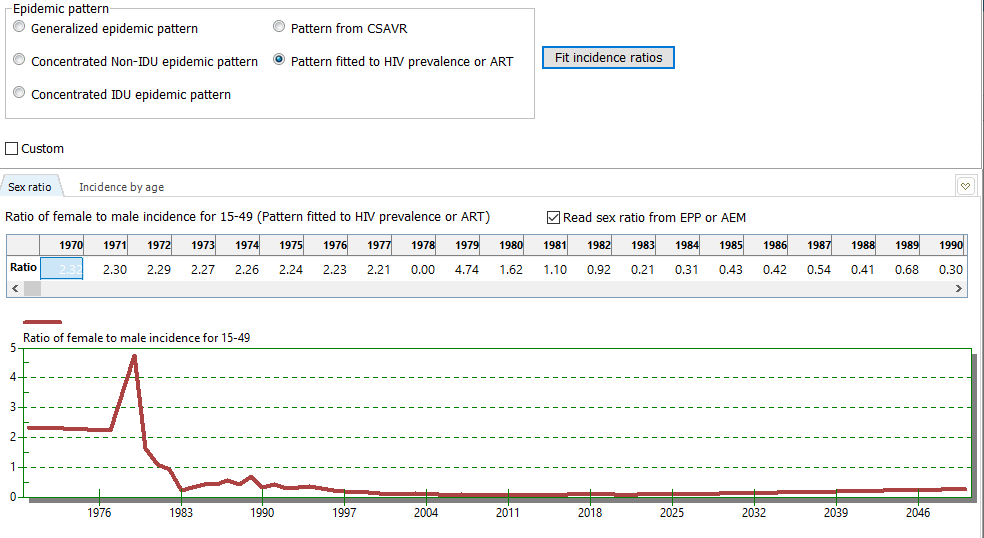 Epidemic pattern
Generalized epidemic pattern
Pattern from CSAVR
Concentrated Non-IDU epidemic pattern
Pattern fitted to HIV prevalence or ART
Fit incidence ratios
Concentrated IDU epidemic pattern
Custom
Sex ratio
Incidence by age
Ratio of female to male incidence for 15-49 (Pattern fitted to HIV prevalence or ART)
Read sex ratio from EPP or AEM
1970 1971 1972 1973 1974 1975 1976 1977 1978 1979 1980 1981 1982 1983 1984 1985 1986 1987 1988 1989 1990
Ratio 2.32 2.30 2.29 2.27 2.26 2.24 2.23 2.21 0.00 4.74 1.62 1.10 0.92 0.21 0.31 0.43 0.42 0.54 0.41 0.68 0.30
Ratio of female to male incidence for 15-49
5
4
3
2
1
0
1976 1983 1990 1997 2004 2011 2018 2025 2032 2039 2046